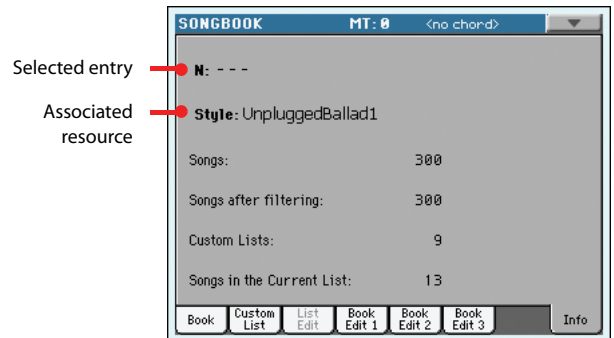 SONGBOOK MT: 0 <no chord>
Selected entry
N: - - -
Associated
resource
Style: UnpluggedBallad1
Songs: 300
Songs after filtering: 300
Custom Lists: 9
Songs in the Current List: 13
Book
Custom
List
List
Edit
Book
Edit 1
Book
Edit 2
Book
Edit 3
Info